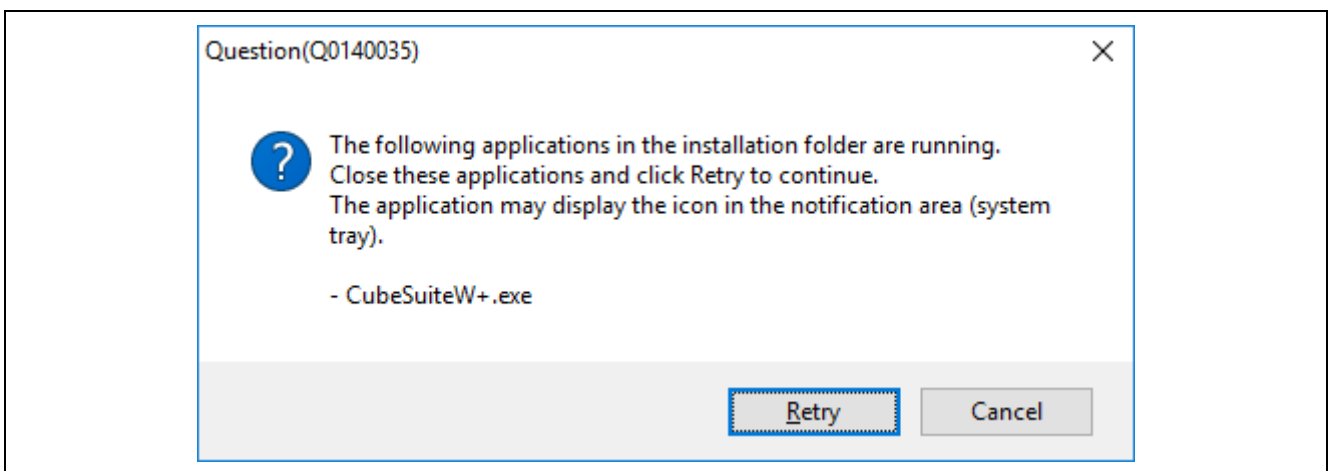 Question(Q0140035)
?
The following applications in the installation folder are running.
Close these applications and click Retry to continue.
The application may display the icon in the notification area (system
tray).
- CubeSuiteW+.exe
Retry
Cancel